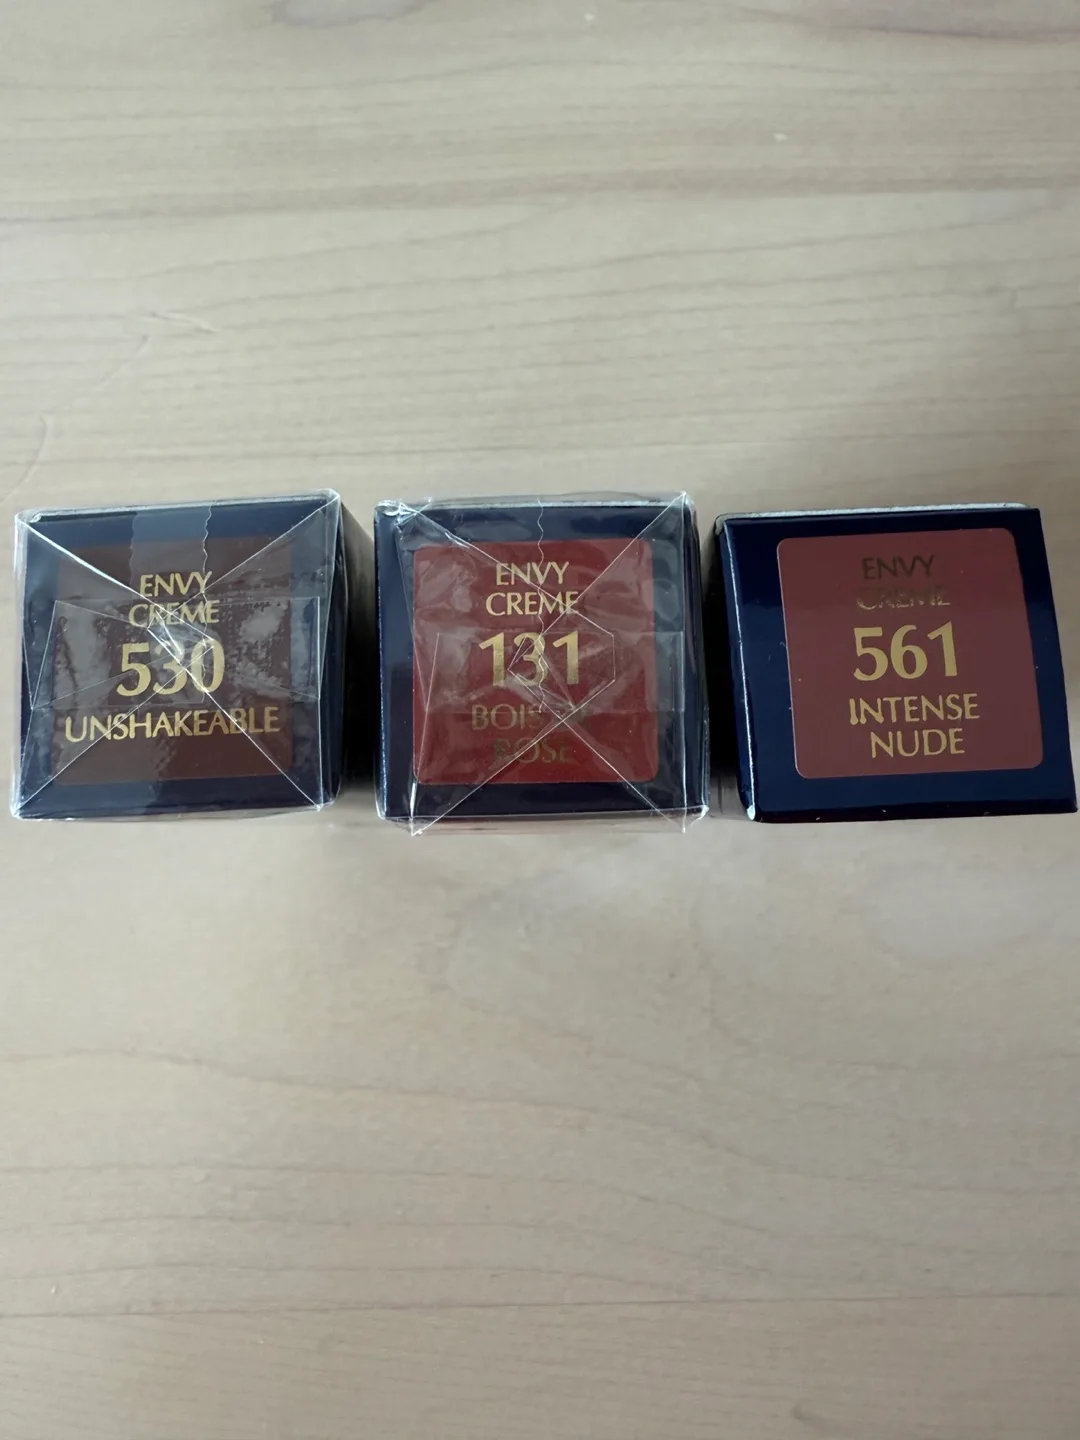 ENVY
CREME
530
UNSHAKEABLE
ENVY
CREME
131
BOIS
ROSE
ENVY
CREME
561
INTENSE
NUDE